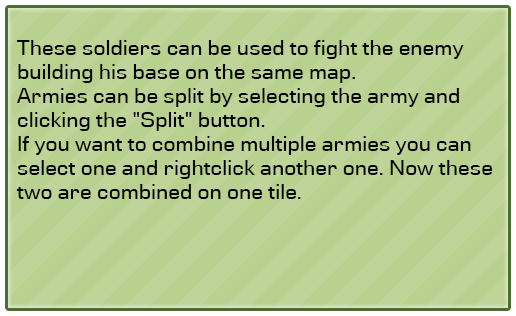 These soldiers can be used to fight the enemy
building his base on the same map.
Armies can be split by selecting the army and
clicking the "Split" button.
If you want to combine multiple armies you can
select one and rightclick another one. Now these
two are combined on one tile.